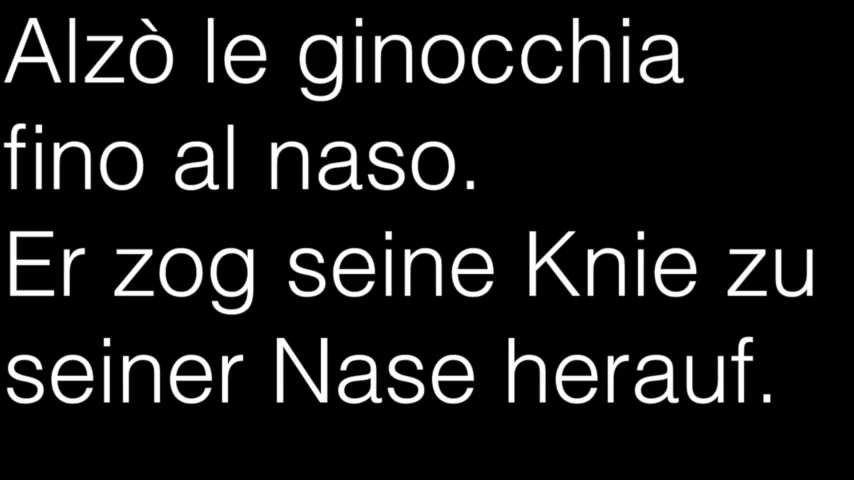 Alzò le ginocchia
fino al naso.
Er zog seine Knie zu
seiner Nase herauf.